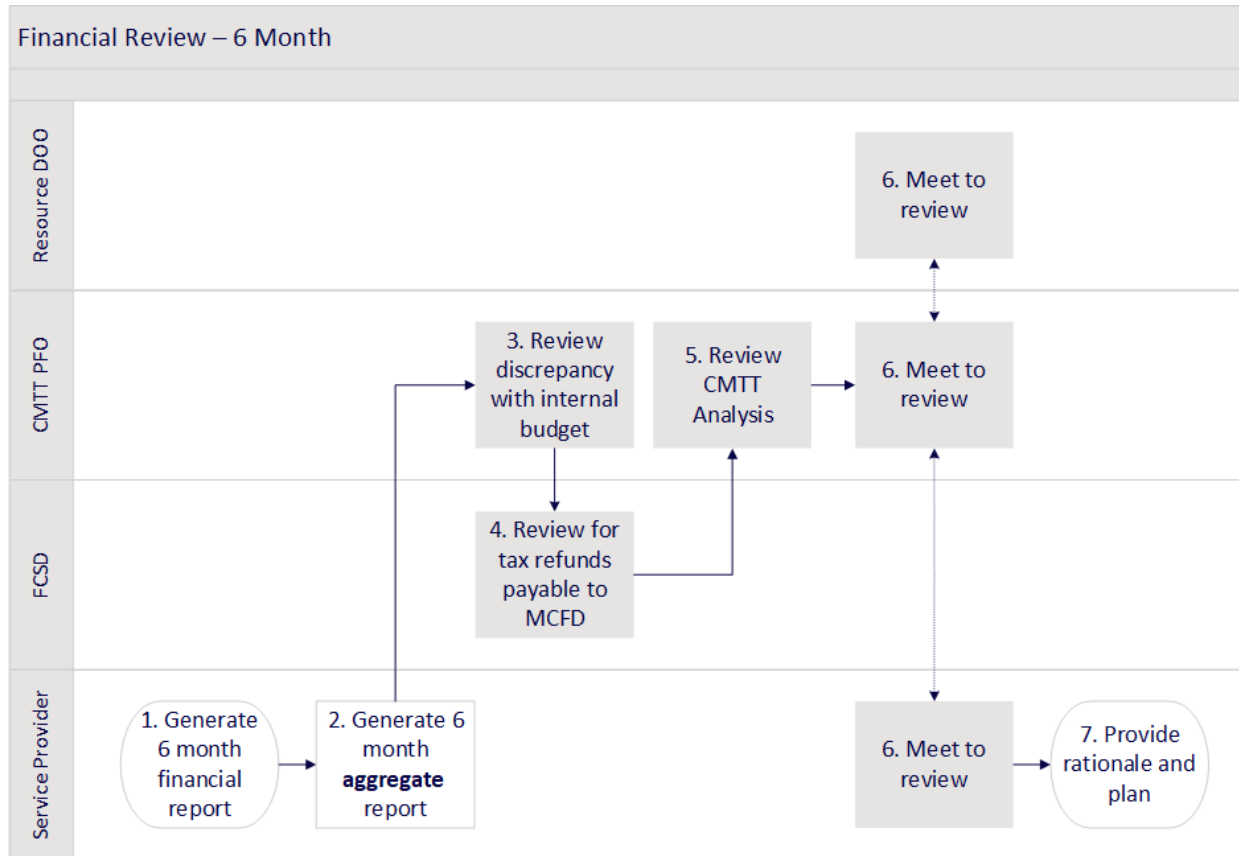 Financial Review – 6 Month
Resource DOO
6. Meet to
review
CMTT PFO
3. Review
discrepancy
with internal
budget
5. Review
CMTT
Analysis
6. Meet to
review
FCSD
4. Review for
tax refunds
payable to
MCFD
Service Provider
1. Generate
6 month
financial
report
2. Generate 6
month
aggregate
report
6. Meet to
review
7. Provide
rationale and
plan